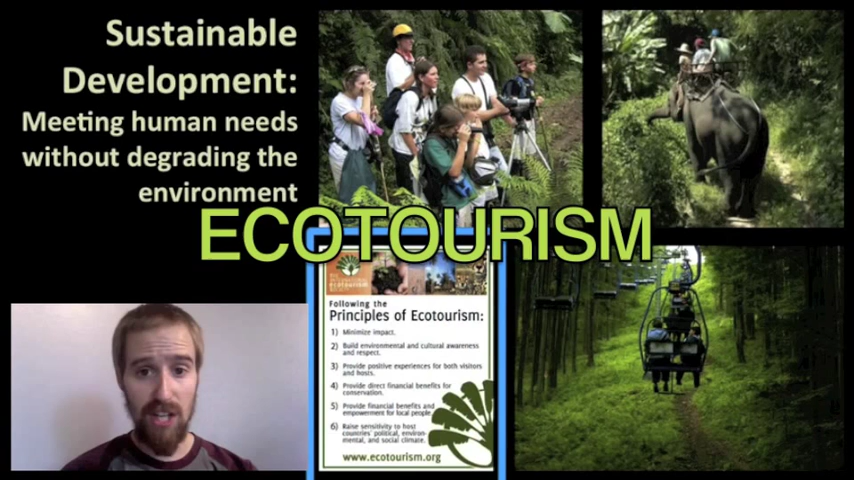 Sustainable
Development:
Meeting human needs
without degrading the
environment
ECOTOURISM
ecotourism
Following the
Principles of Ecotourism:
1) Minimize impact.
2) Build environmental and cultural awareness
and respect.
3) Provide positive experiences for both visitors
and hosts.
4) Provide direct financial benefits for
conservation.
5) Provide financial benefits and
empowerment for local people.
6) Raise sensitivity to host
countries' political, environ-
mental, and social climate.
www.ecotourism.org